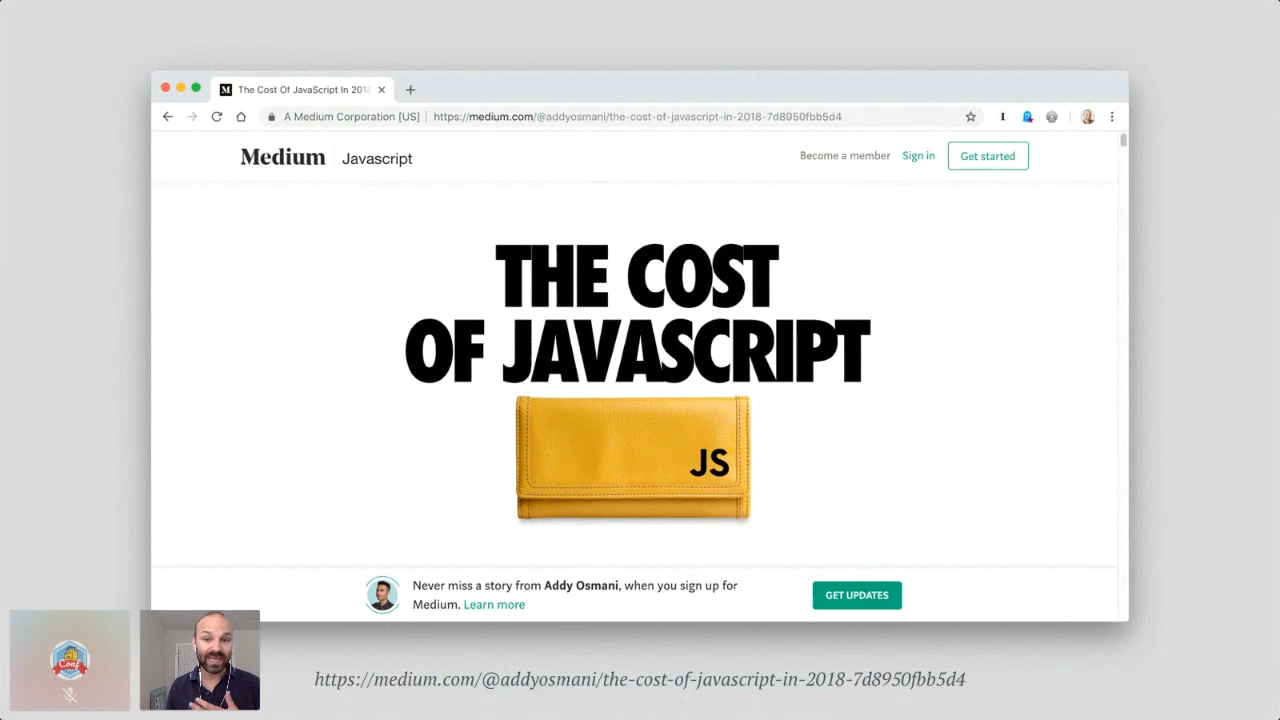 The Cost Of JavaScript In 2018
A Medium Corporation [US] https://medium.com/@addyosmani/the-cost-of-javascript-in-2018-7d8950fbb5d4
Medium Javascript
Become a member Sign in Get started
THE COST
OF JAVASCRIPT
JS
Never miss a story from Addy Osmani, when you sign up for
Medium. Learn more
GET UPDATES
Conf
https://medium.com/@addyosmani/the-cost-of-javascript-in-2018-7d8950fbb5d4